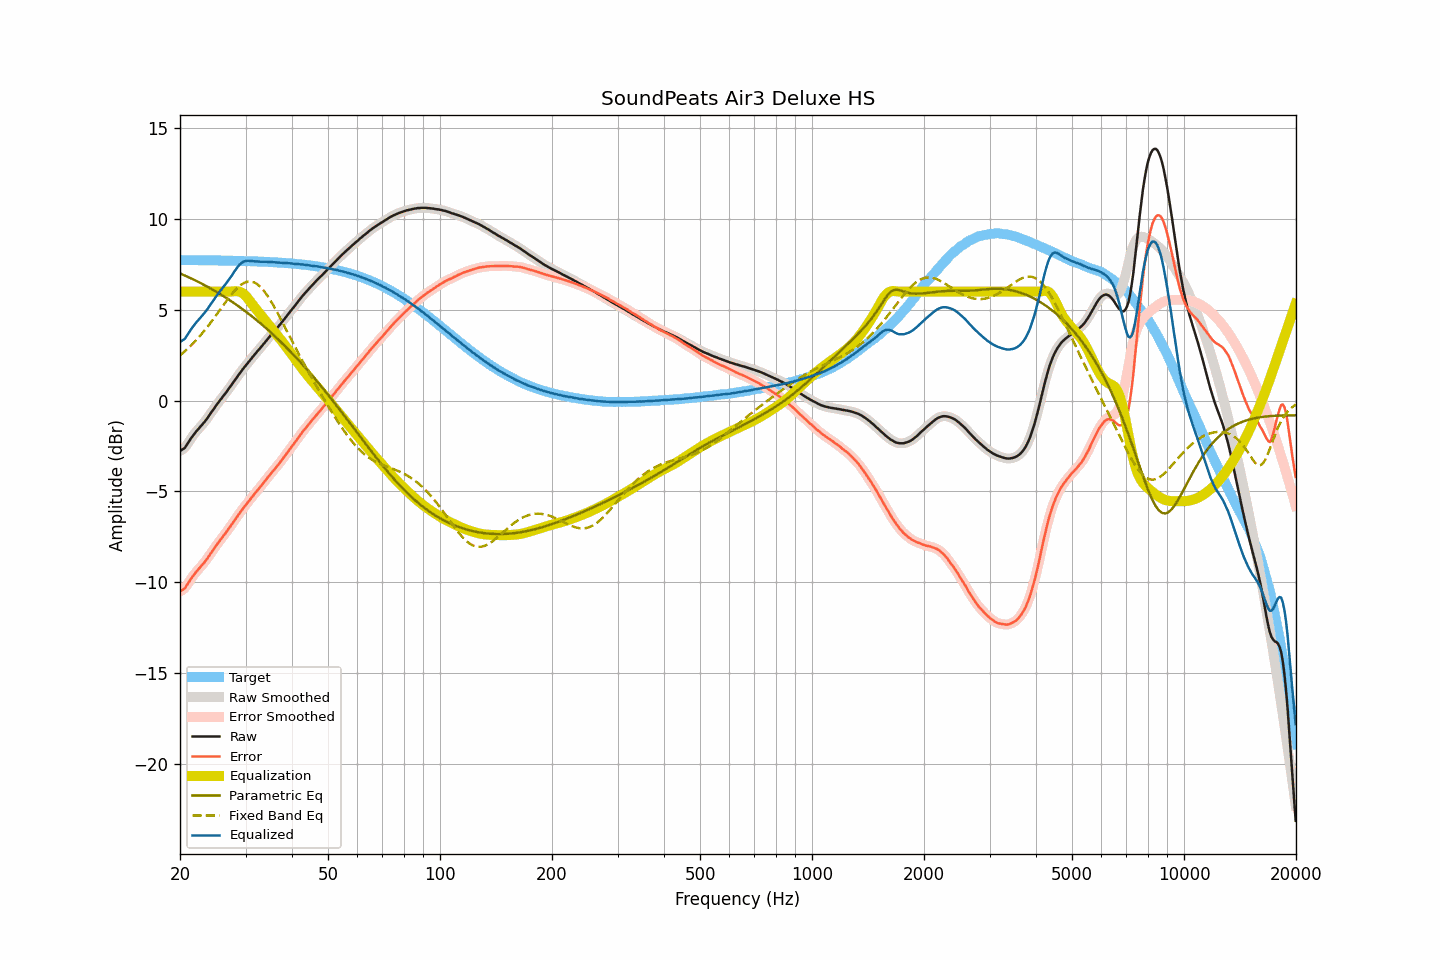 SoundPeats Air3 Deluxe HS
15
10
5
0
−5
−10
−15
−20
Amplitude (dBr)
Target
Raw Smoothed
Error Smoothed
Raw
Error
Equalization
Parametric Eq
Fixed Band Eq
Equalized
20 50 100 200 500 1000 2000 5000 10000 20000
Frequency (Hz)